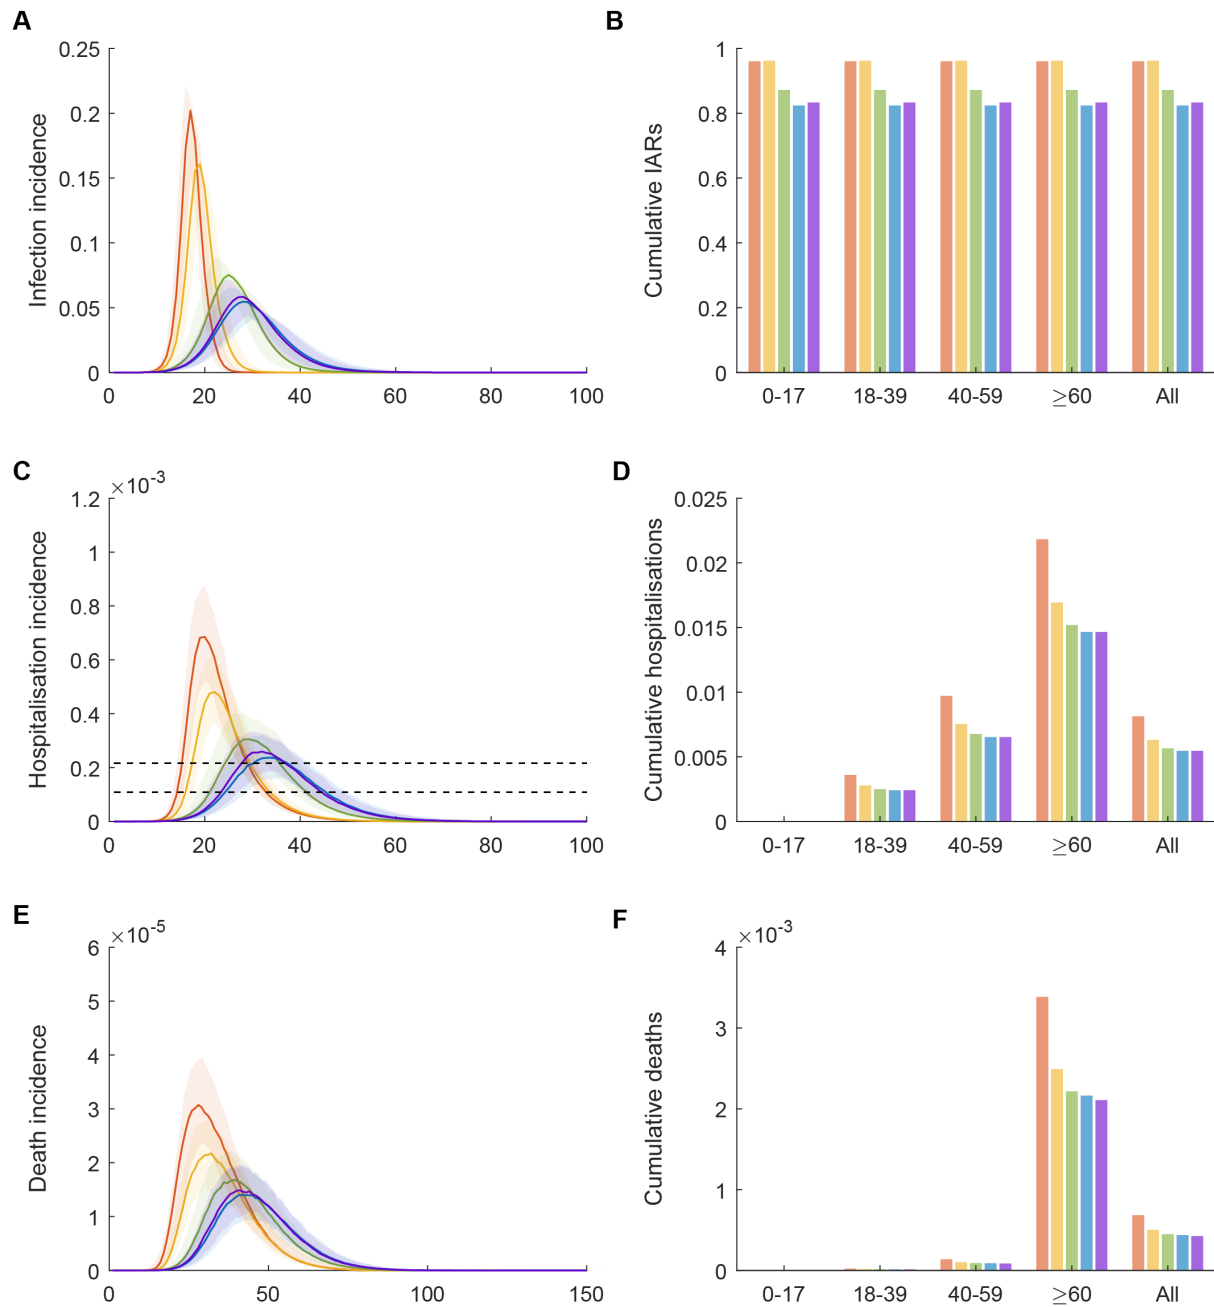 A
Infection incidence
0.25
0.2
0.15
0.1
0.05
0
0 20 40 60 80 100
B
Cumulative IARs
1
0.8
0.6
0.4
0.2
0
0-17 18-39 40-59 ≥60 All
C
Hospitalisation incidence
×10-3
1.2
1
0.8
0.6
0.4
0.2
0
0 20 40 60 80 100
D
Cumulative hospitalisations
0.025
0.02
0.015
0.01
0.005
0
0-17 18-39 40-59 ≥60 All
E
Death incidence
×10-5
6
5
4
3
2
1
0
0 50 100 150
F
Cumulative deaths
×10-3
4
3
2
1
0
0-17 18-39 40-59 ≥60 All